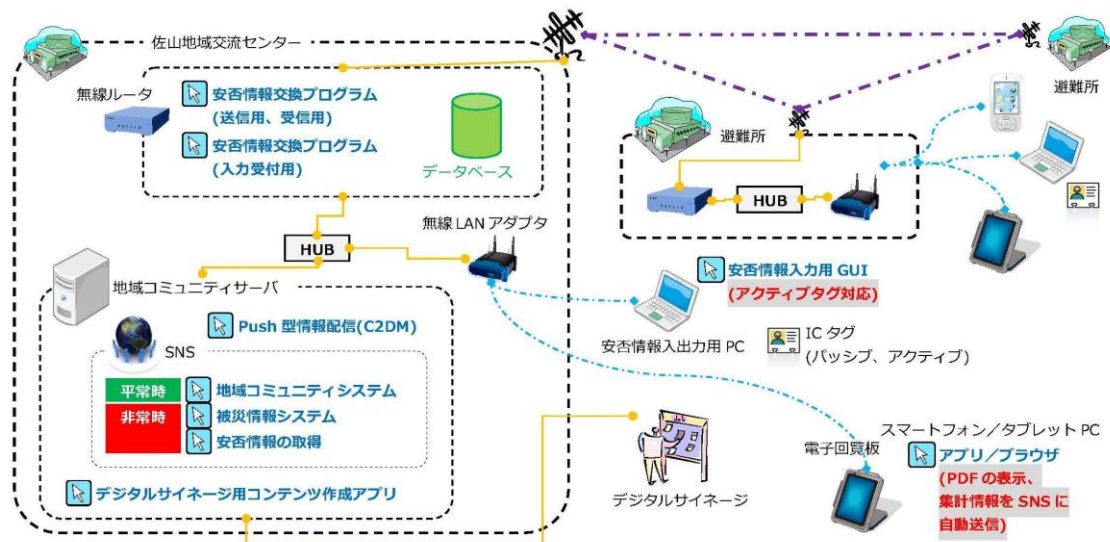 佐山地域交流センター
無線ルータ
安否情報交換プログラム
(送信用、受信用)
安否情報交換プログラム
(入力受付用)
データベース
HUB
無線 LAN アダプタ
地域コミュニティサーバ
Push 型情報配信(C2DM)
SNS
平常時
地域コミュニティシステム
非常時
被災情報システム
安否情報の取得
デジタルサイネージ用コンテンツ作成アプリ
避難所
避難所
HUB
安否情報入力用 GUI
(アクティブタグ対応)
安否情報入出力用 PC
IC タグ
(パッシブ、アクティブ)
デジタルサイネージ
電子回覧板
スマートフォン／タブレット PC
アプリ／ブラウザ
(PDF の表示、
集計情報を SNS に
自動送信)